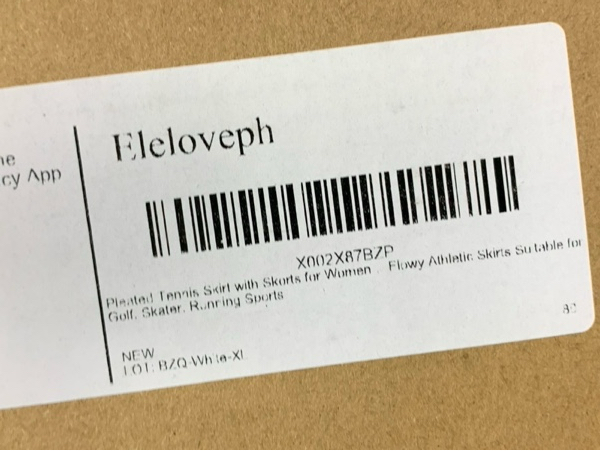 ne
cy App
Eleloveph
X002X87BZP
Pleated Tennis Skirt with Skorts for Women Flowy Athletic Skirts Suitable for
Golf, Skater, Running Sports
NEW
LOT: BZQ-White-XL